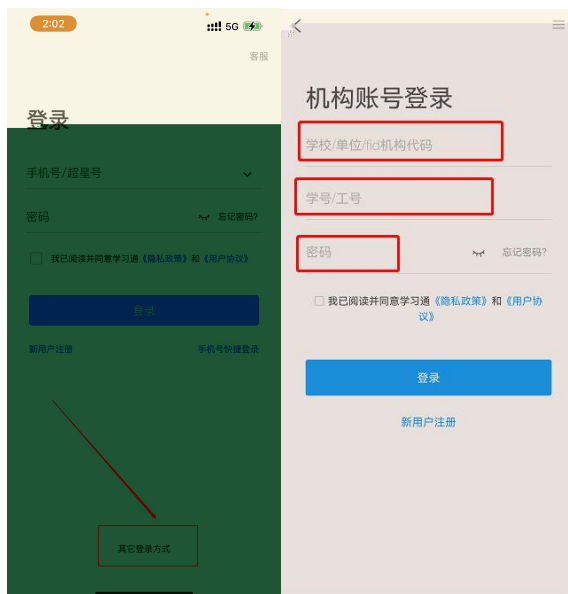 2:02
5G
客服
登录
手机号/超星号
密码
忘记密码?
我已阅读并同意学习通《隐私政策》和《用户协议》
登录
新用户注册
手机号快捷登录
其它登录方式
机构账号登录
学校/单位/fid机构代码
学号/工号
密码
忘记密码?
我已阅读并同意学习通《隐私政策》和《用户协
议》
登录
新用户注册